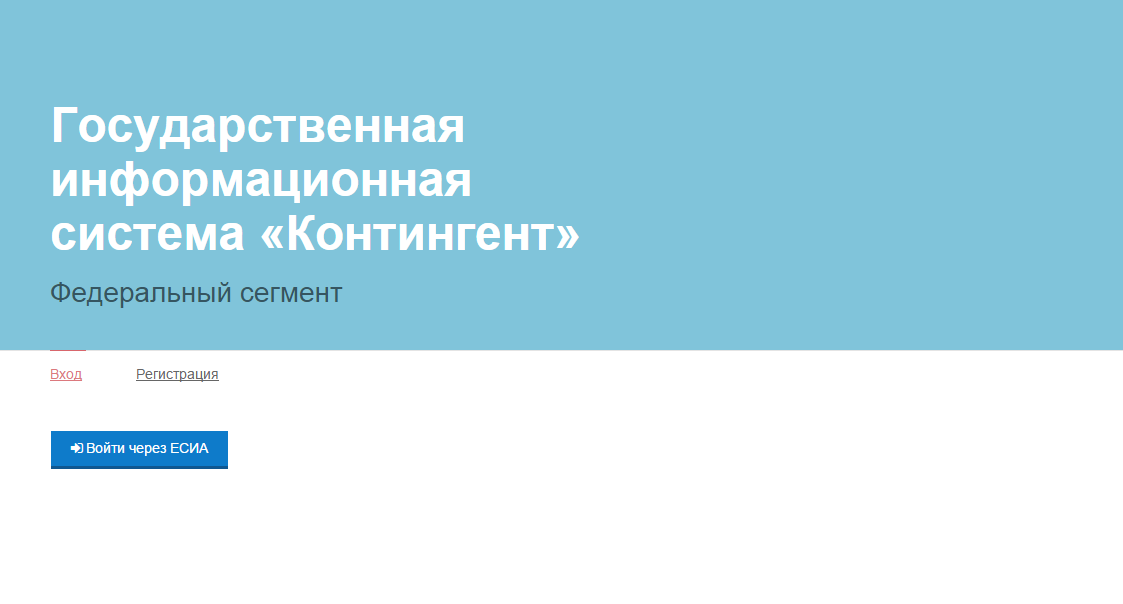 Государственная
информационная
система «Контингент»
Федеральный сегмент
Вход Регистрация
Войти через ЕСИА